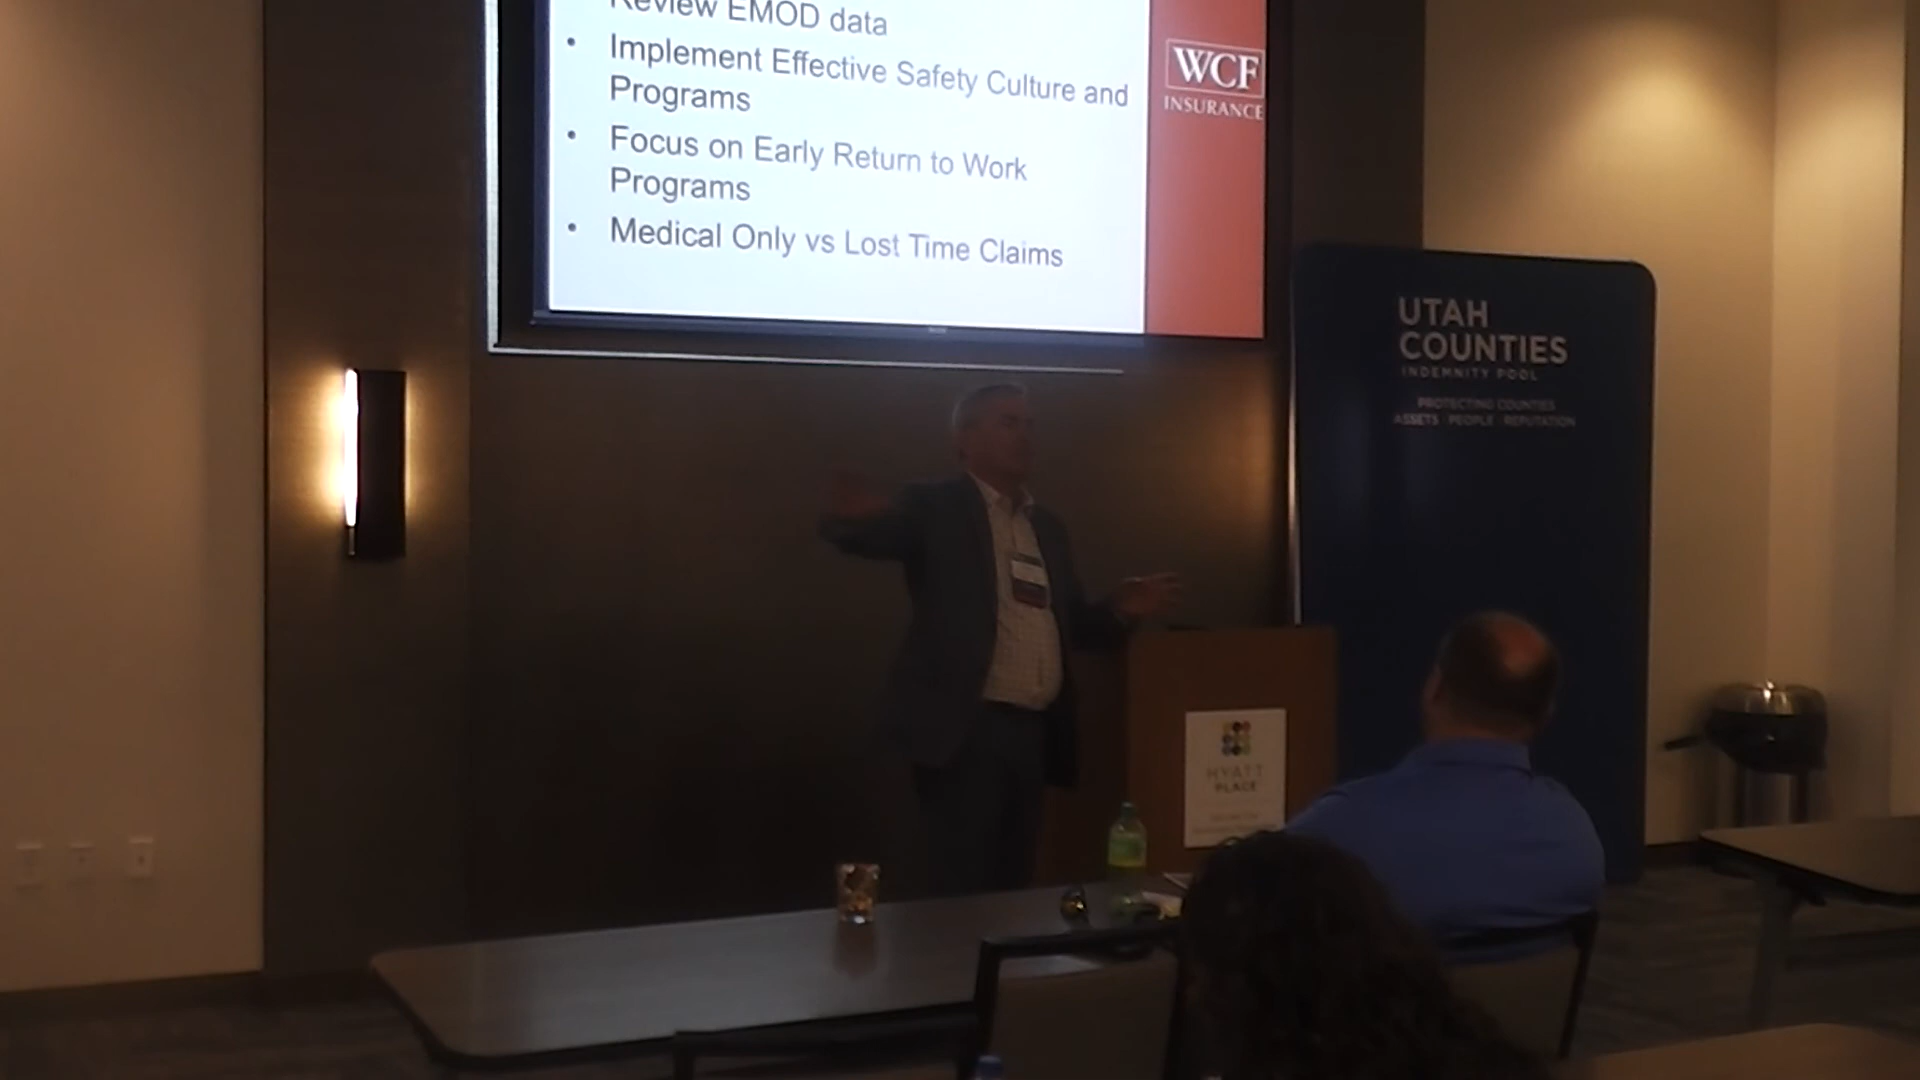 Review EMOD data
• Implement Effective Safety Culture and
Programs
• Focus on Early Return to Work
Programs
• Medical Only vs Lost Time Claims
WCF
INSURANCE
UTAH
COUNTIES
INDEMNITY POOL
PROTECTING COUNTIES
ASSETS · PEOPLE · REPUTATION
HYATT
PLACE